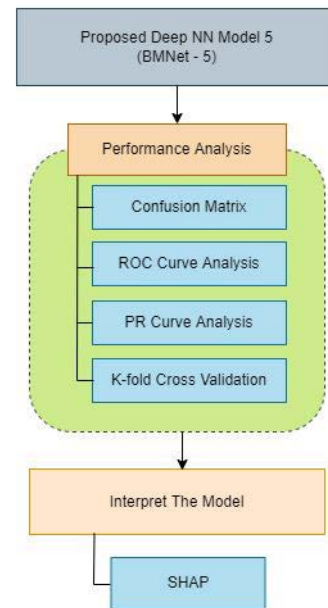 Proposed Deep NN Model 5
(BMNet - 5)
Performance Analysis
Confusion Matrix
ROC Curve Analysis
PR Curve Analysis
K-fold Cross Validation
Interpret The Model
SHAP